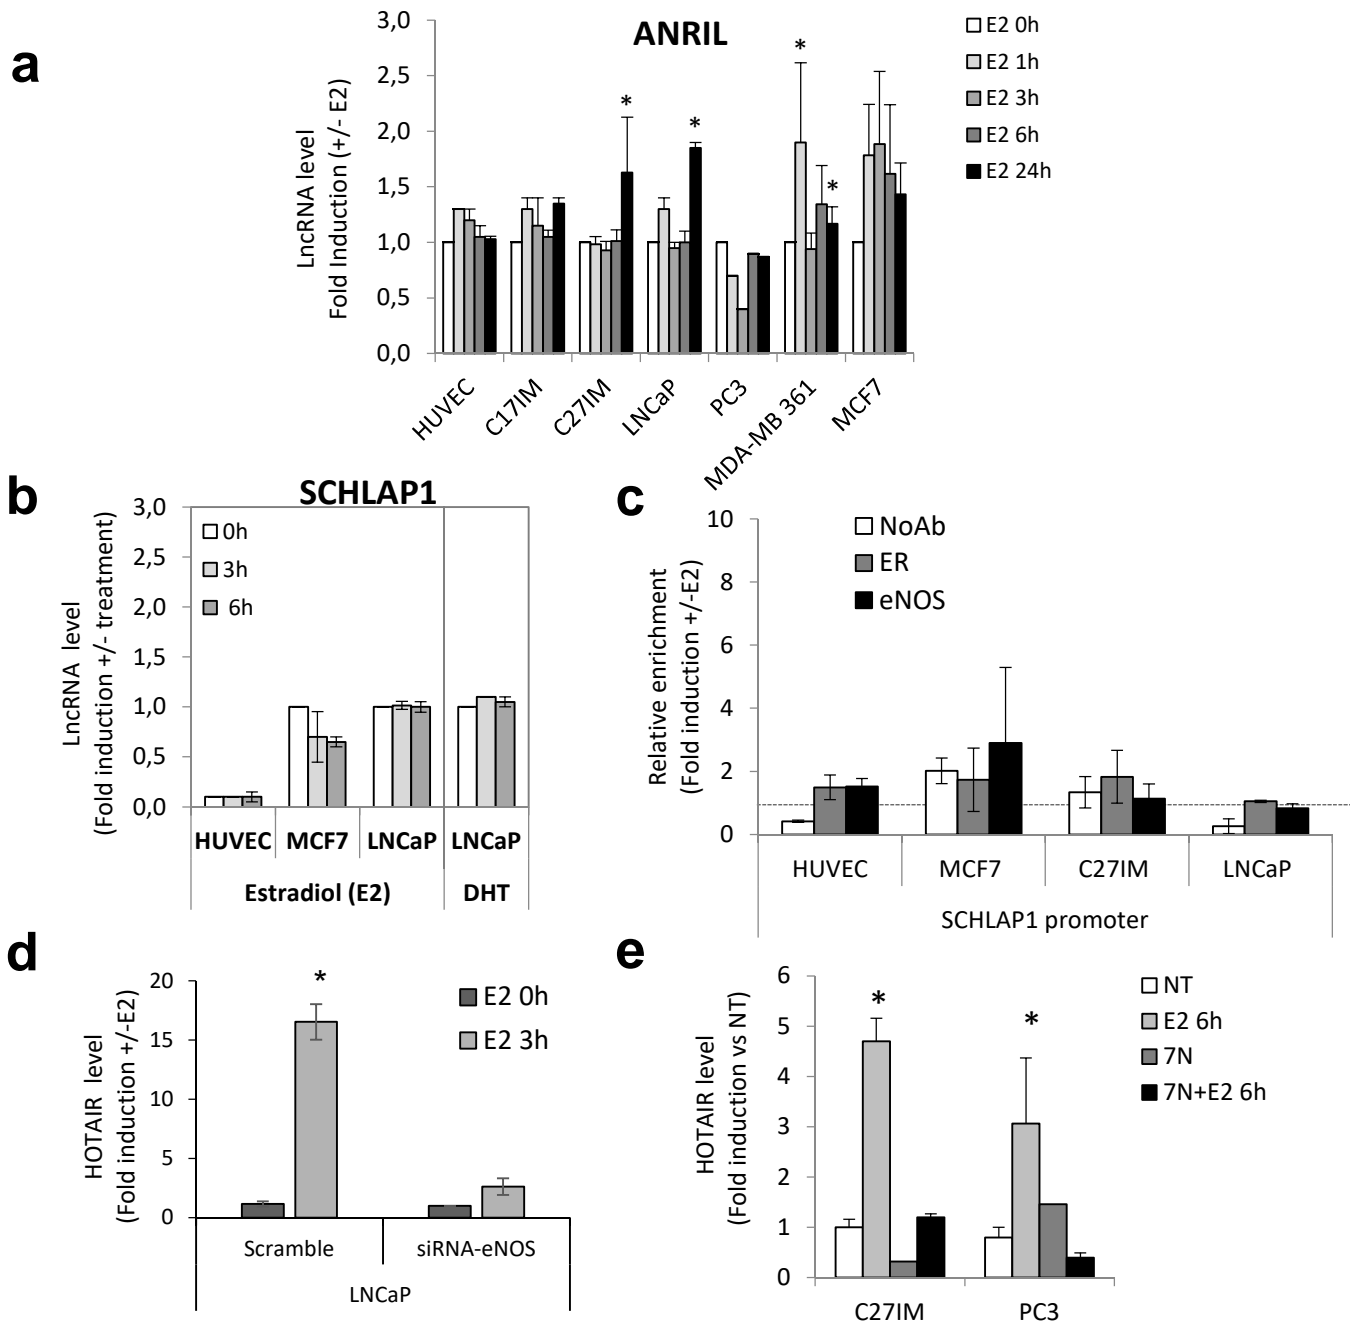 a
ANRIL
LncRNA level
Fold Induction (+/- E2)
3,0
2,5
2,0
1,5
1,0
0,5
0,0
*
*
*
*
E2 0h
E2 1h
E2 3h
E2 6h
E2 24h
HUVEC
C17IM
C27IM
LNCaP
PC3
MDA-MB 361
MCF7
b
SCHLAP1
LncRNA level
(Fold induction +/- treatment)
3,0
2,5
2,0
1,5
1,0
0,5
0,0
0h
3h
6h
HUVEC MCF7 LNCaP LNCaP
Estradiol (E2) DHT
c
Relative enrichment
(Fold induction +/-E2)
10
8
6
4
2
0
NoAb
ER
eNOS
HUVEC MCF7 C27IM LNCaP
SCHLAP1 promoter
d
HOTAIR level
(Fold induction +/-E2)
20
15
10
5
0
*
E2 0h
E2 3h
Scramble siRNA-eNOS
LNCaP
e
HOTAIR level
(Fold induction vs NT)
6
5
4
3
2
1
0
*
*
NT
E2 6h
7N
7N+E2 6h
C27IM PC3